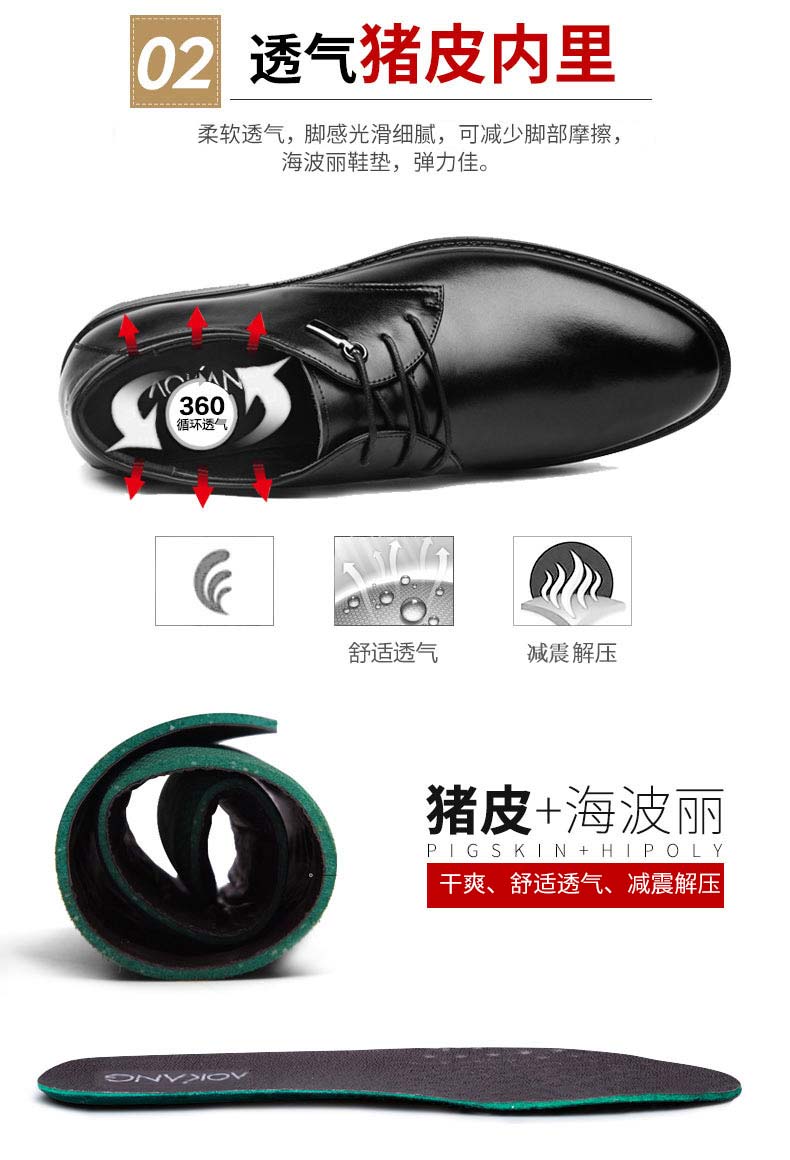 02
透气猪皮内里
柔软透气，脚感光滑细腻，可减少脚部摩擦，
海波丽鞋垫，弹力佳。
360
循环透气
舒适透气
减震解压
猪皮+海波丽
PIGSKIN+HIPOLY
干爽、舒适透气、减震解压
AOKANG